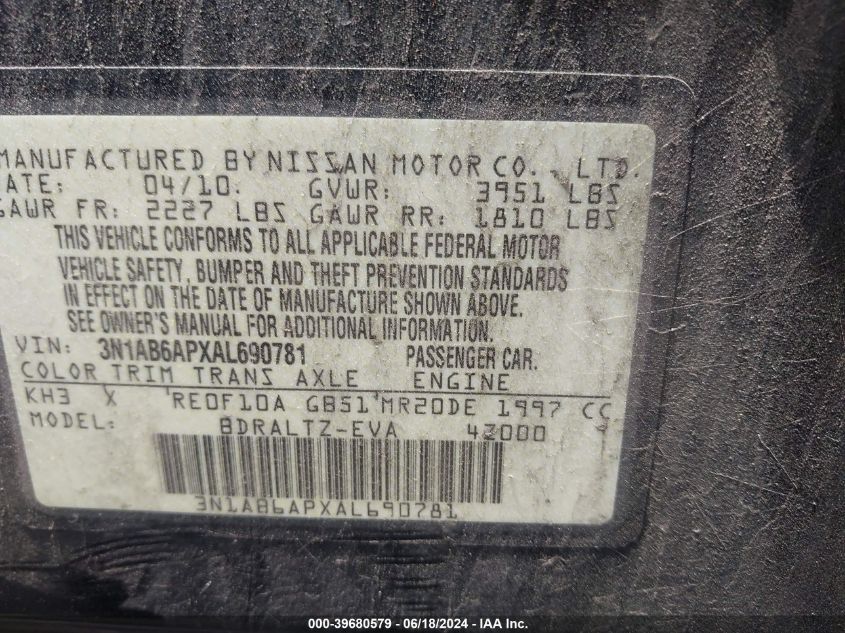 MANUFACTURED BY NISSAN MOTOR CO., LTD.
ATE: 04/10. GVWR: 3951 LBS
GAWR FR: 2227 LBS GAWR RR: 1810 LBS
THIS VEHICLE CONFORMS TO ALL APPLICABLE FEDERAL MOTOR
VEHICLE SAFETY, BUMPER AND THEFT PREVENTION STANDARDS
IN EFFECT ON THE DATE OF MANUFACTURE SHOWN ABOVE.
SEE OWNER'S MANUAL FOR ADDITIONAL INFORMATION.
VIN: 3N1AB6APXAL690781 PASSENGER CAR.
COLOR TRIM TRANS AXLE ENGINE
KH3 X RE0F10A GB51 MR20DE 1997 CC
MODEL: BDRALTZ-EVA 42000
3N1AB6APXAL690781
000-39680579 - 06/18/2024 - IAA Inc.